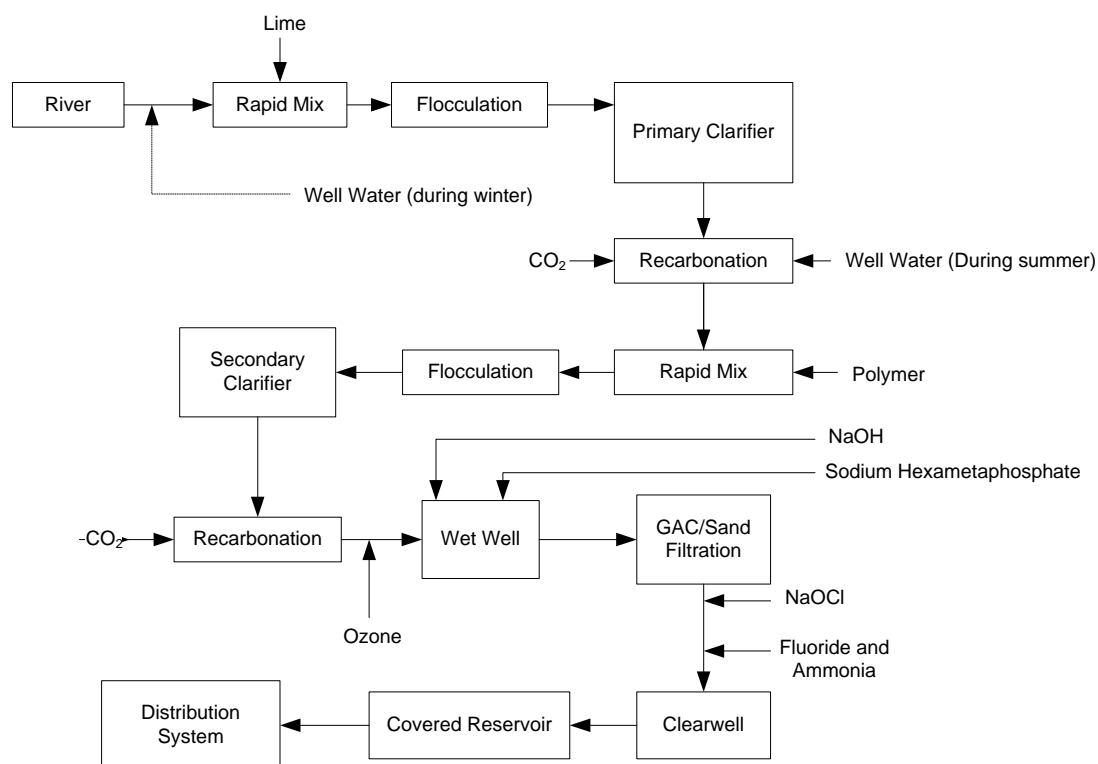 Lime
River
Rapid Mix
Flocculation
Primary Clarifier
Well Water (during winter)
CO₂
Recarbonation
Well Water (During summer)
Secondary
Clarifier
Flocculation
Rapid Mix
Polymer
NaOH
Sodium Hexametaphosphate
CO₂
Recarbonation
Wet Well
GAC/Sand
Filtration
NaOCl
Ozone
Fluoride and
Ammonia
Distribution
System
Covered Reservoir
Clearwell